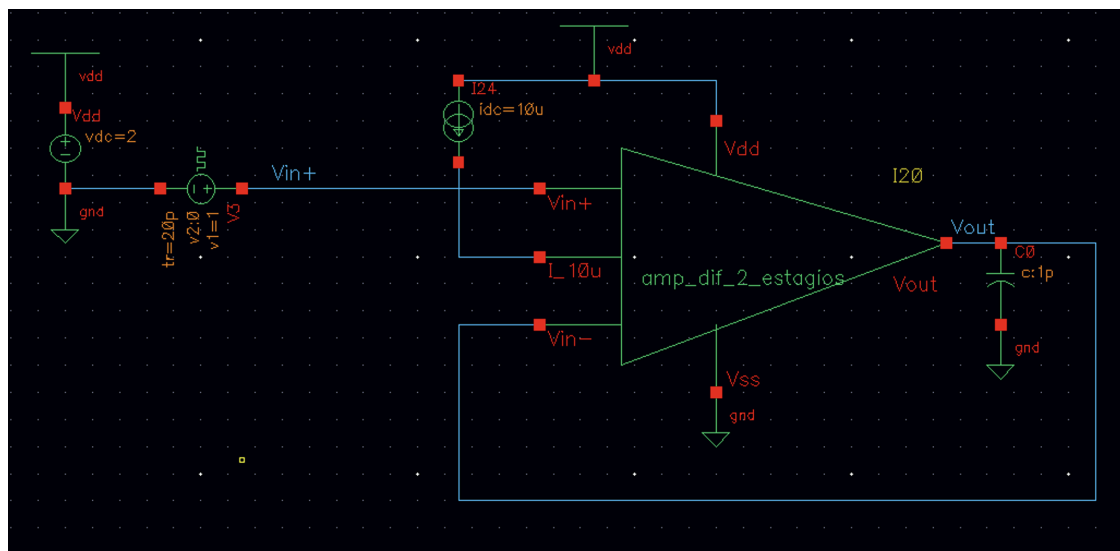 vdd
Vdd
vdc=2
gnd
tr=20p
v2:0
v1=1
V3
Vin+
vdd
I24
idc=10u
Vdd
I20
Vin+
I_10u
amp_dif_2_estagios
Vin-
Vss
gnd
Vout
Vout
C0
c:1p
gnd